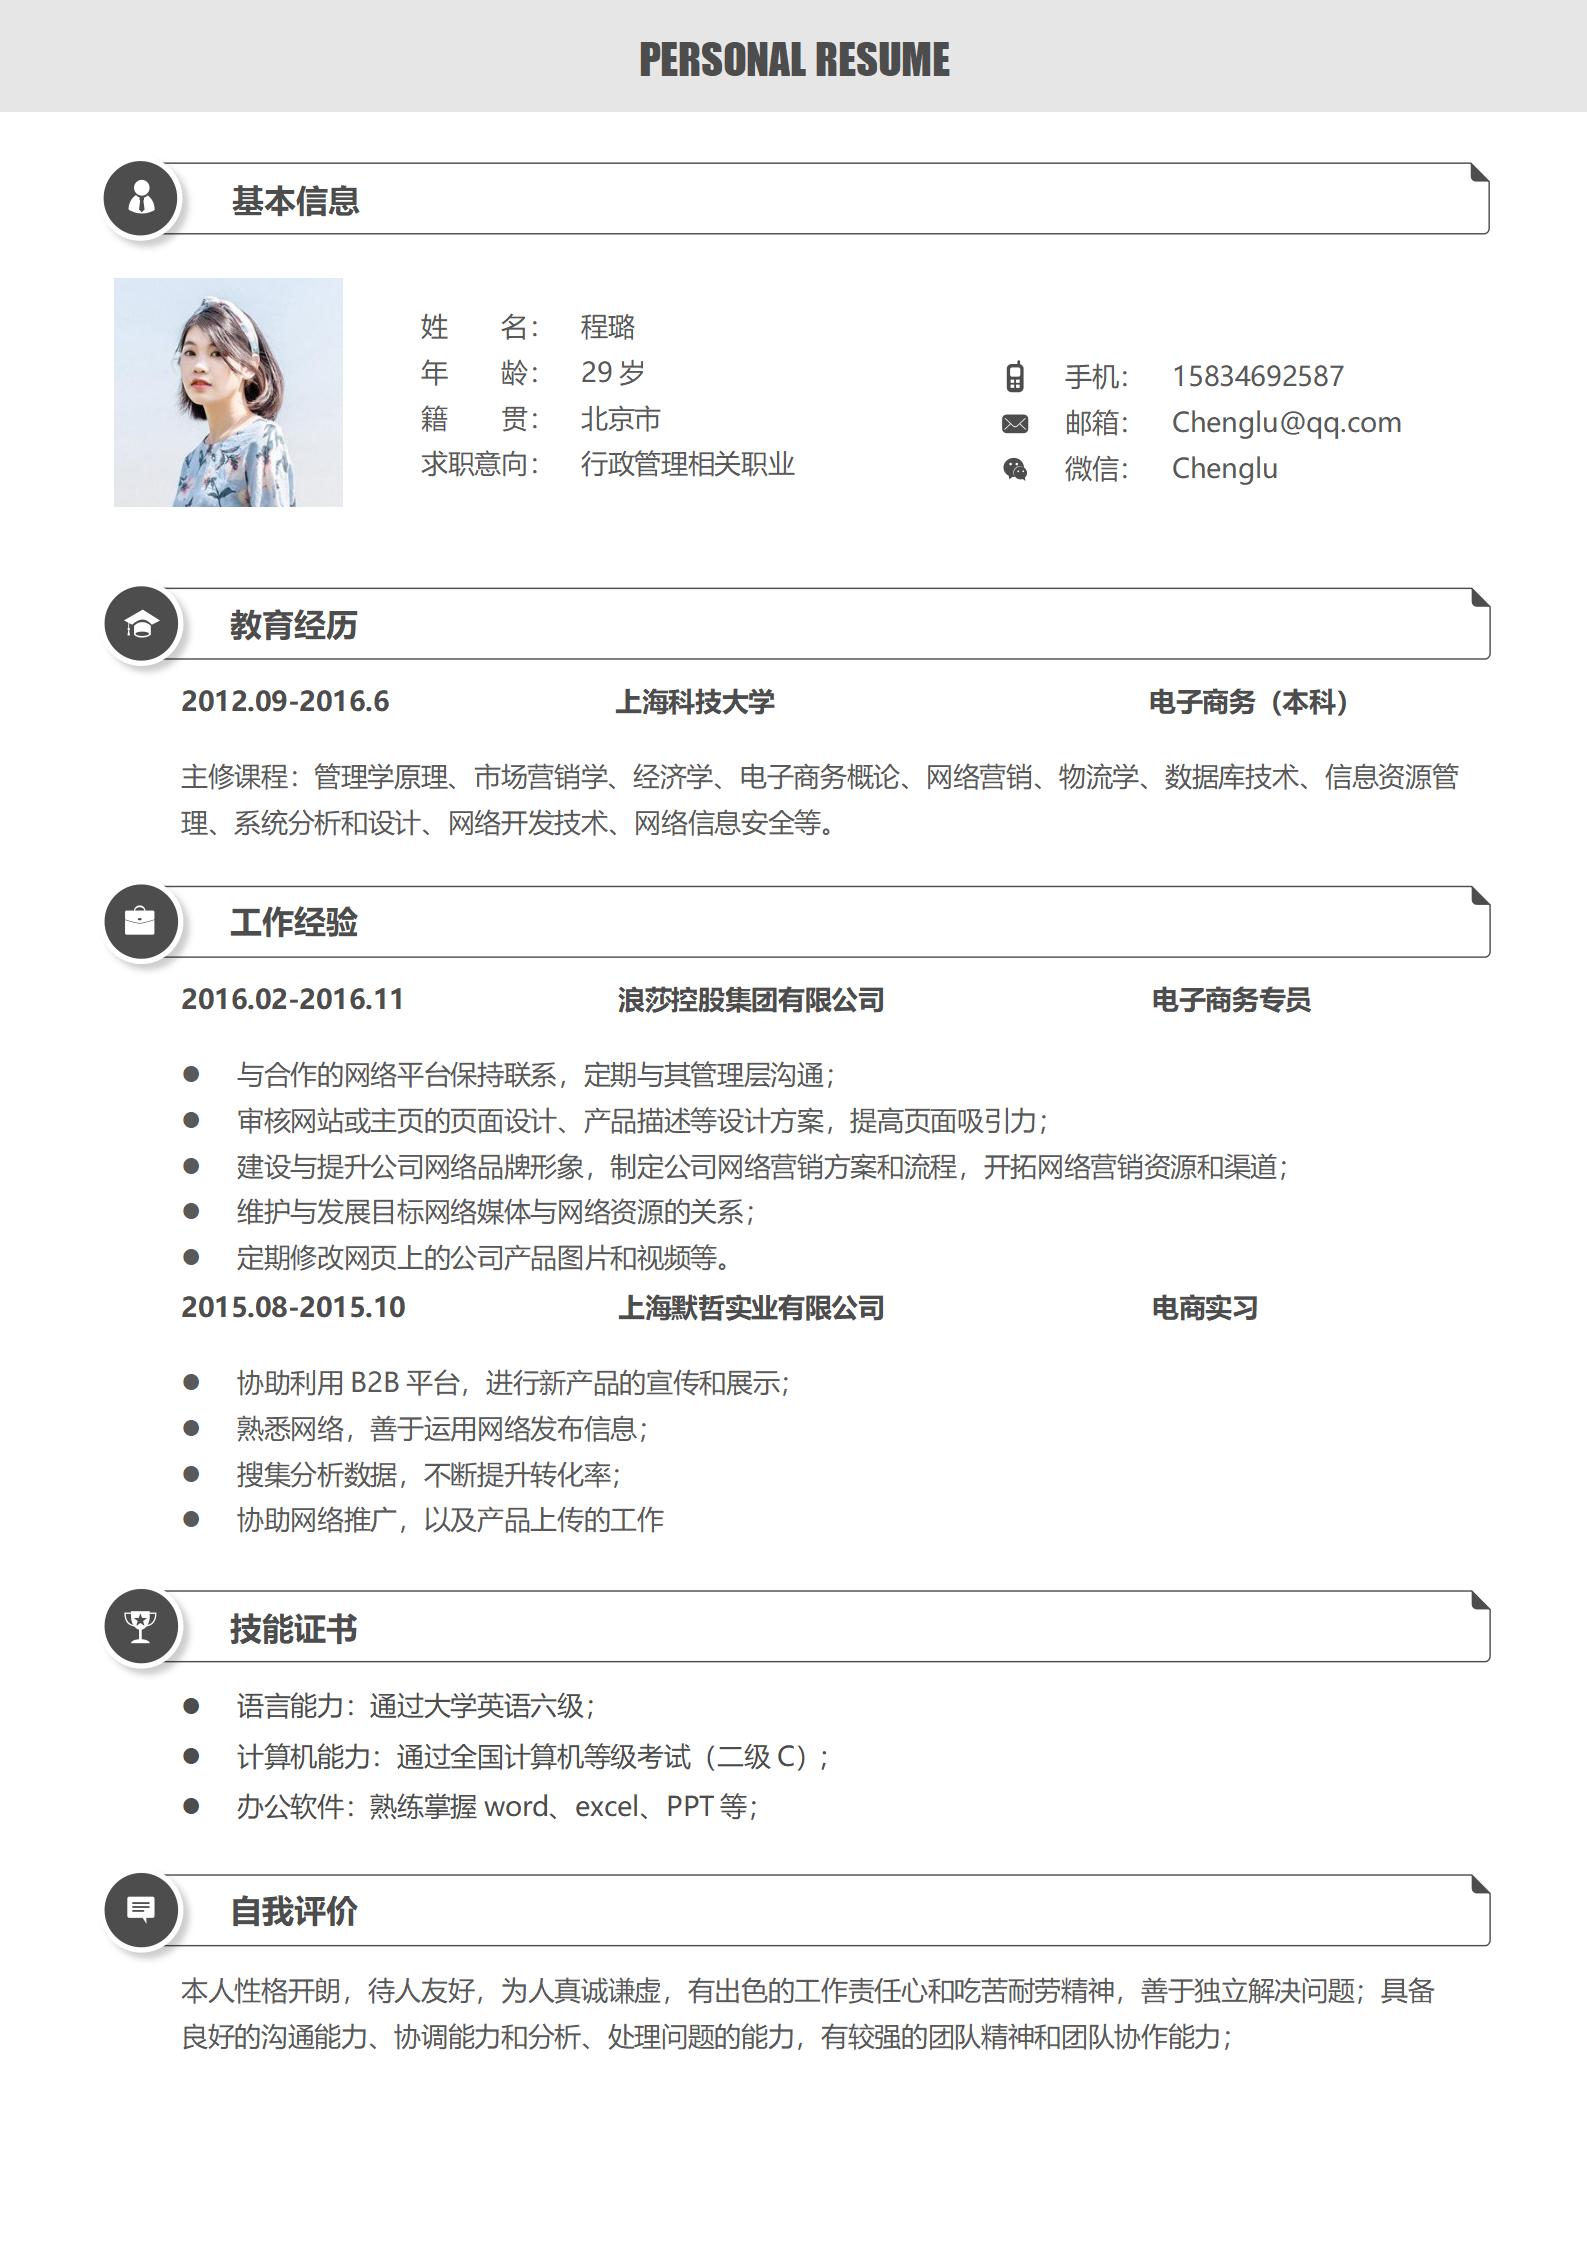 PERSONAL RESUME
基本信息
姓 名： 程璐
年 龄： 29 岁
籍 贯： 北京市
求职意向： 行政管理相关职业
手机： 15834692587
邮箱： Chenglu@qq.com
微信： Chenglu
教育经历
2012.09-2016.6 上海科技大学 电子商务（本科）
主修课程：管理学原理、市场营销学、经济学、电子商务概论、网络营销、物流学、数据库技术、信息资源管
理、系统分析和设计、网络开发技术、网络信息安全等。
工作经验
2016.02-2016.11 浪莎控股集团有限公司 电子商务专员
● 与合作的网络平台保持联系，定期与其管理层沟通；
● 审核网站或主页的页面设计、产品描述等设计方案，提高页面吸引力；
● 建设与提升公司网络品牌形象，制定公司网络营销方案和流程，开拓网络营销资源和渠道；
● 维护与发展目标网络媒体与网络资源的关系；
● 定期修改网页上的公司产品图片和视频等。
2015.08-2015.10 上海默哲实业有限公司 电商实习
● 协助利用 B2B 平台，进行新产品的宣传和展示；
● 熟悉网络，善于运用网络发布信息；
● 搜集分析数据，不断提升转化率；
● 协助网络推广，以及产品上传的工作
技能证书
● 语言能力：通过大学英语六级；
● 计算机能力：通过全国计算机等级考试（二级 C）；
● 办公软件：熟练掌握 word、excel、PPT 等；
自我评价
本人性格开朗，待人友好，为人真诚谦虚，有出色的工作责任心和吃苦耐劳精神，善于独立解决问题；具备
良好的沟通能力、协调能力和分析、处理问题的能力，有较强的团队精神和团队协作能力；